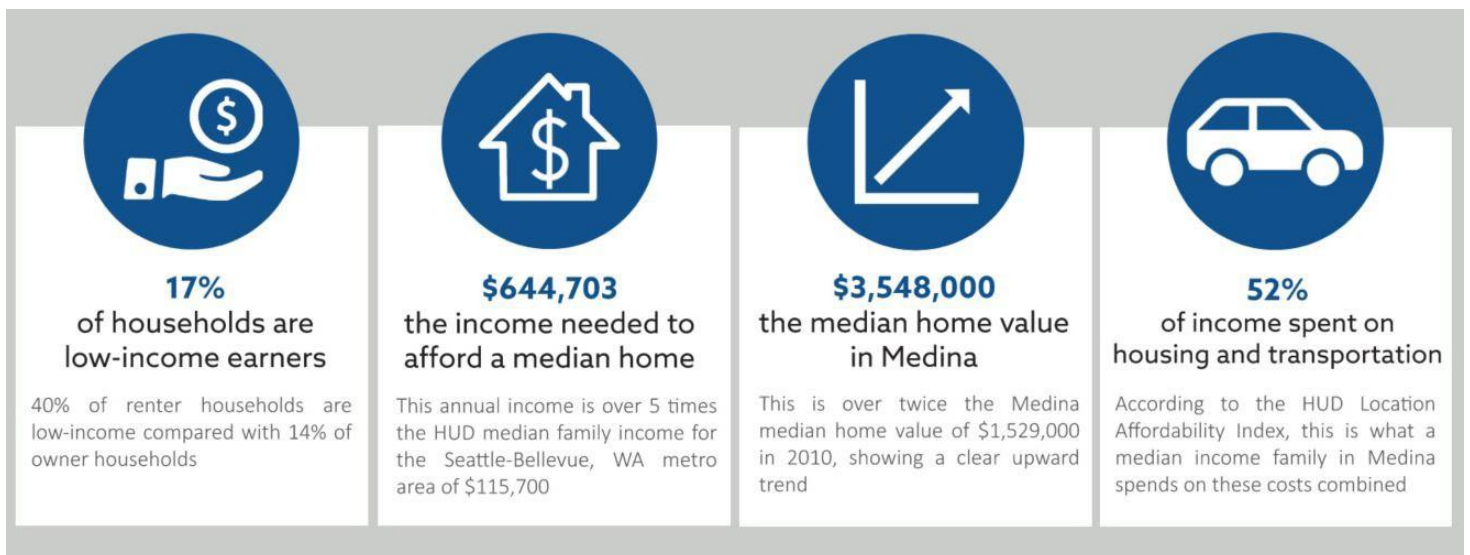 $
17%
of households are
low-income earners
40% of renter households are
low-income compared with 14% of
owner households
$
$644,703
the income needed to
afford a median home
This annual income is over 5 times
the HUD median family income for
the Seattle-Bellevue, WA metro
area of $115,700
$3,548,000
the median home value
in Medina
This is over twice the Medina
median home value of $1,529,000
in 2010, showing a clear upward
trend
52%
of income spent on
housing and transportation
According to the HUD Location
Affordability Index, this is what a
median income family in Medina
spends on these costs combined